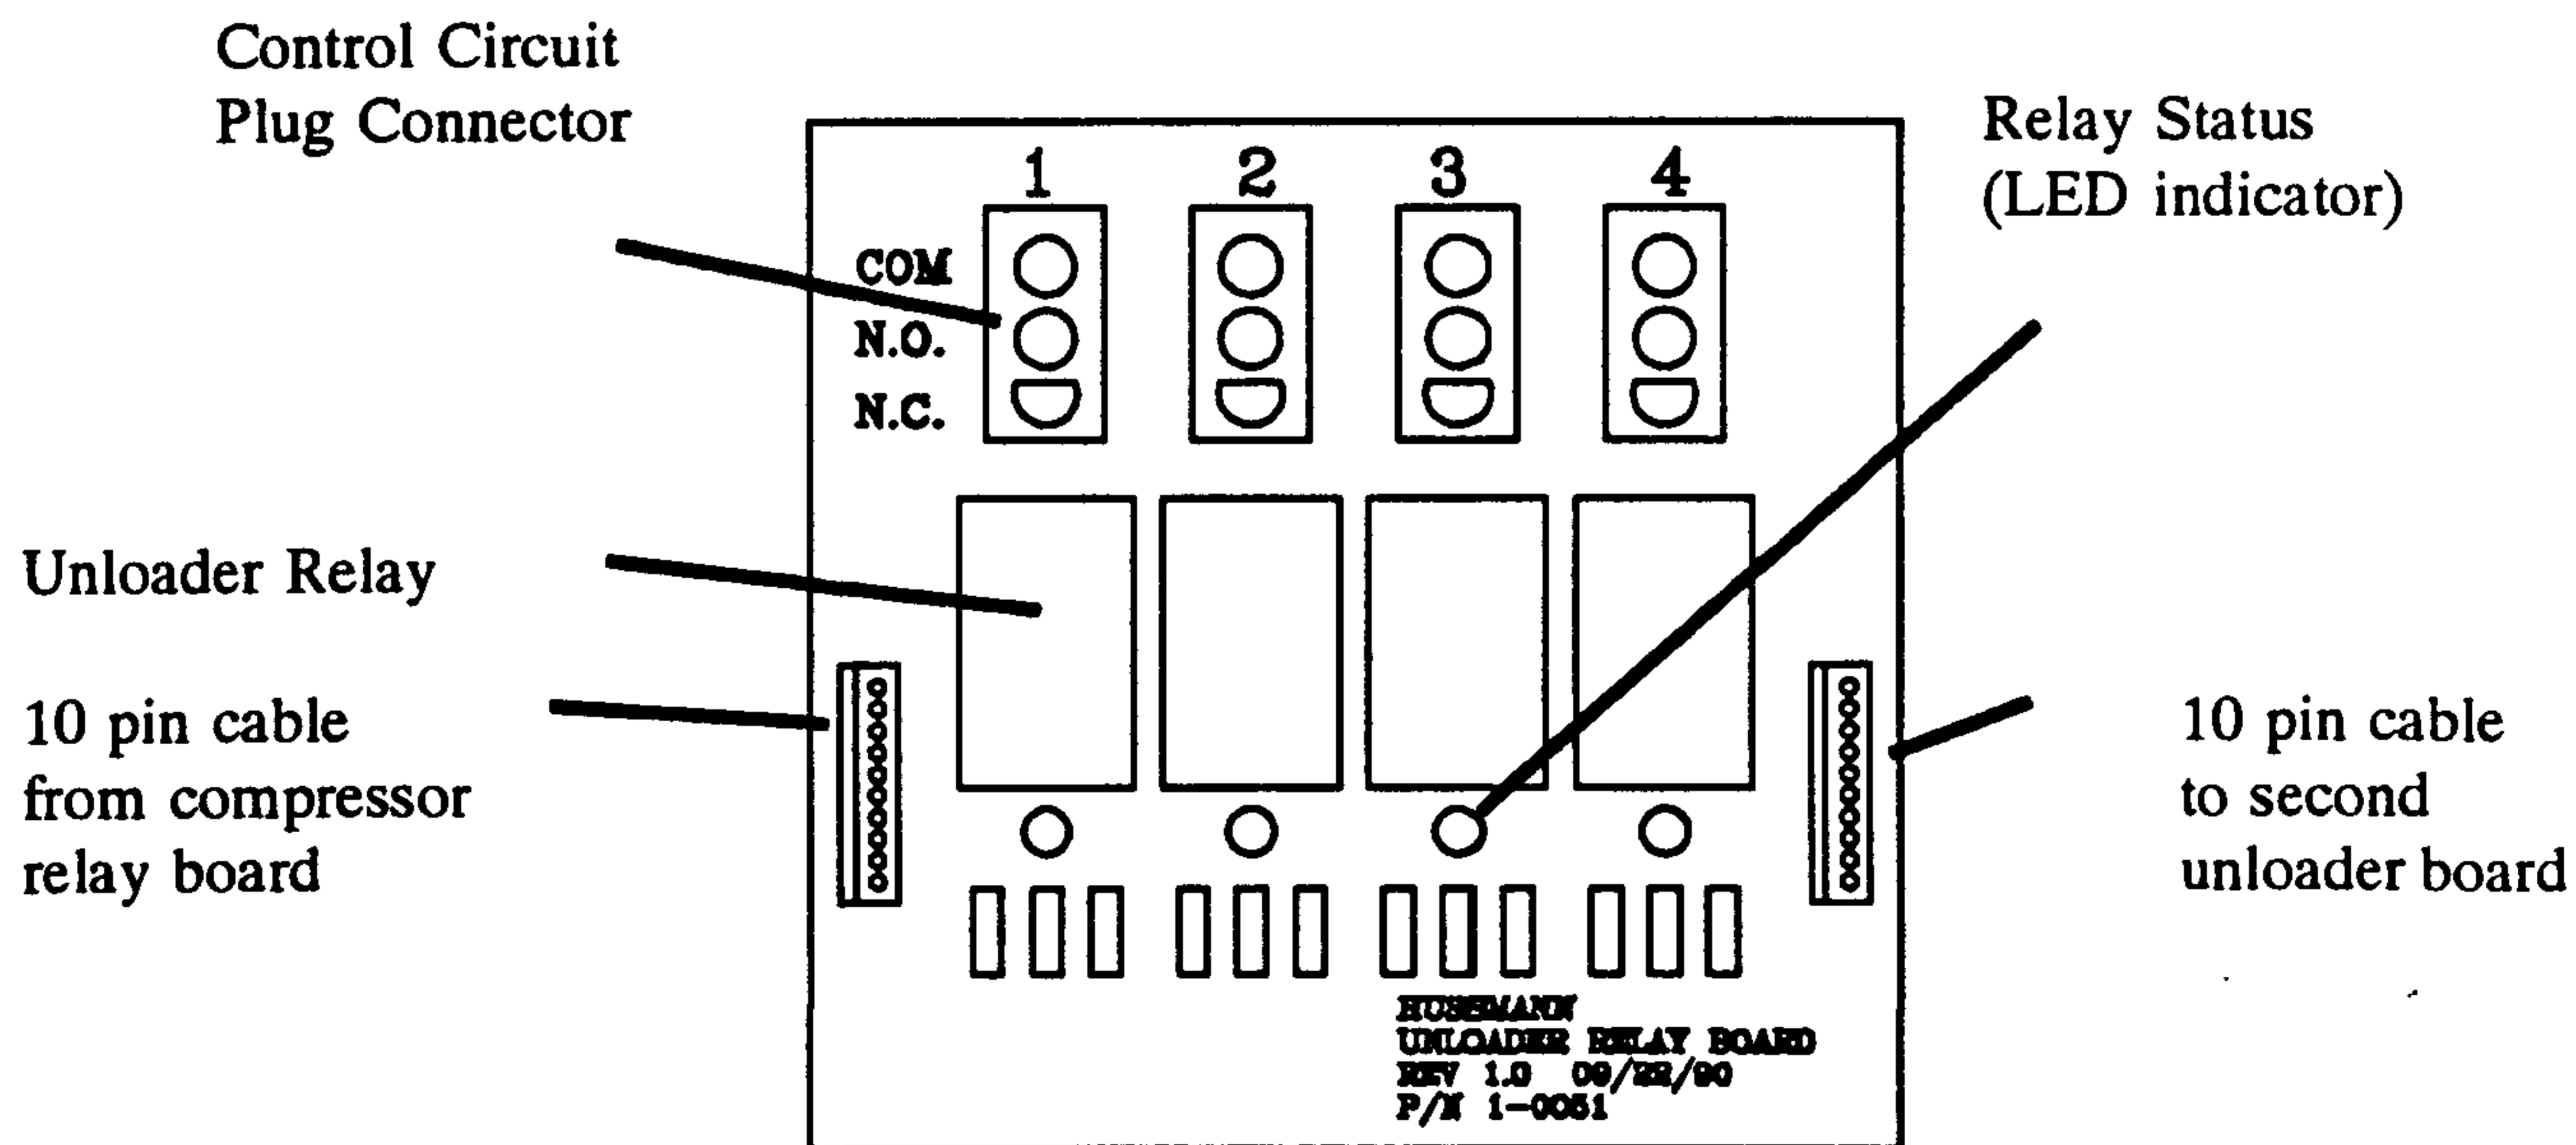 Control Circuit
Plug Connector
Relay Status
(LED indicator)
1 2 3 4
COM
N.O.
N.C.
Unloader Relay
10 pin cable
from compressor
relay board
10 pin cable
to second
unloader board
HUSSMANN
UNLOADER RELAY BOARD
REV 1.0 09/22/90
P/N 1-0051